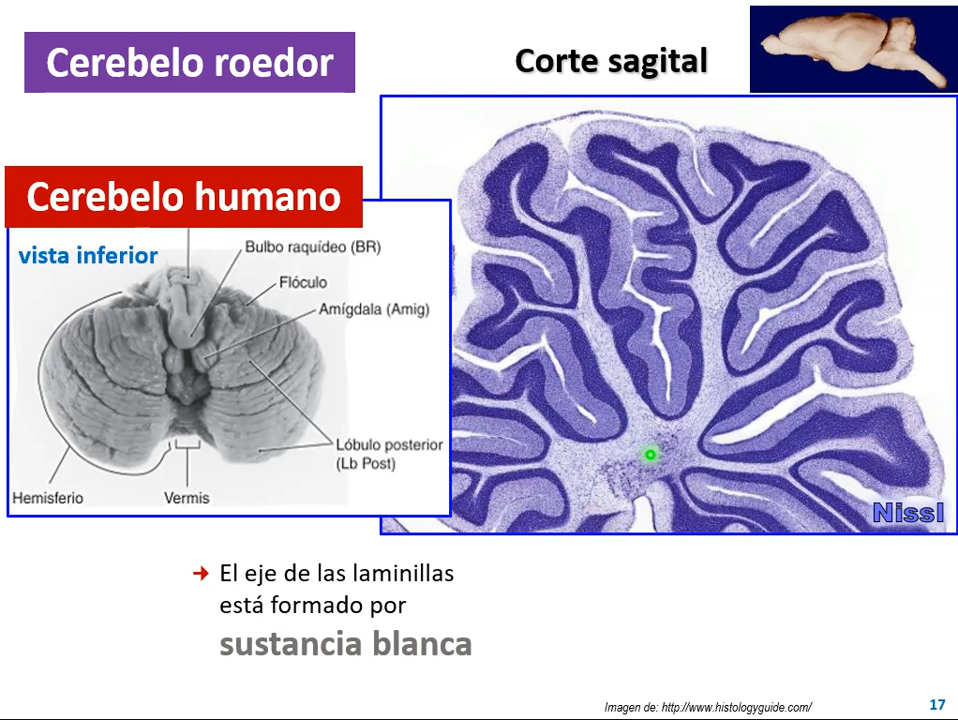 Cerebelo roedor
Corte sagital
Cerebelo humano
vista inferior
Bulbo raquídeo (BR)
Flóculo
Amígdala (Amig)
Lóbulo posterior
(Lb Post)
Hemisferio
Vermis
Nissl
El eje de las laminillas
está formado por
sustancia blanca
Imagen de: http://www.histologyguide.com/
17